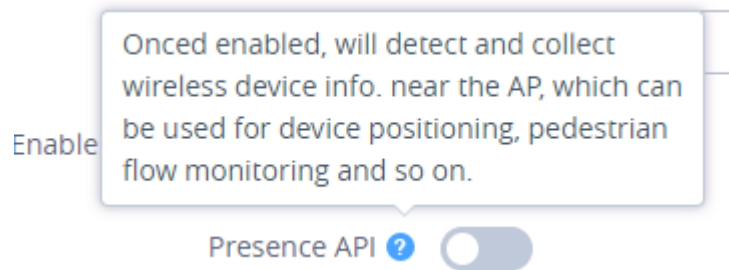 Onced enabled, will detect and collect
wireless device info. near the AP, which can
be used for device positioning, pedestrian
flow monitoring and so on.
Enable
Presence API ?